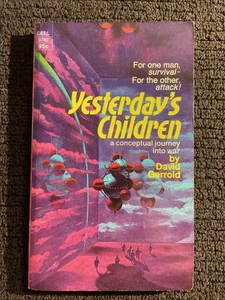 DELL
95c
For one man,
survival-
For the other,
attack!
Yesterday's
Children
a conceptual journey
into war
by
David
Gerrold